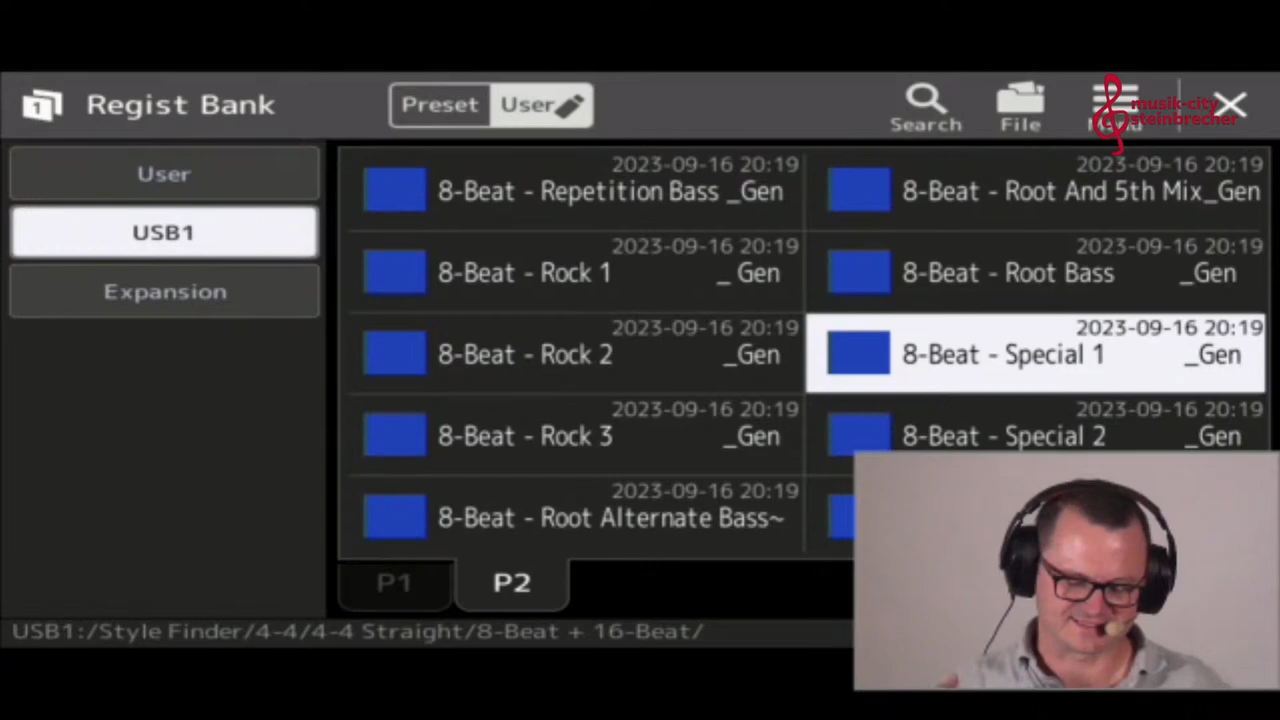 1 Regist Bank
Preset User
Search File Menu
musik-city
steinbrecher
User
USB1
Expansion
2023-09-16 20:19
8-Beat - Repetition Bass _Gen
2023-09-16 20:19
8-Beat - Root And 5th Mix_Gen
2023-09-16 20:19
8-Beat - Rock 1 _ Gen
2023-09-16 20:19
8-Beat - Root Bass _Gen
2023-09-16 20:19
8-Beat - Rock 2 _Gen
2023-09-16 20:19
8-Beat - Special 1 _Gen
2023-09-16 20:19
8-Beat - Rock 3 _Gen
2023-09-16 20:19
8-Beat - Special 2 _Gen
2023-09-16 20:19
8-Beat - Root Alternate Bass~
P1 P2
USB1:/Style Finder/4-4/4-4 Straight/8-Beat + 16-Beat/